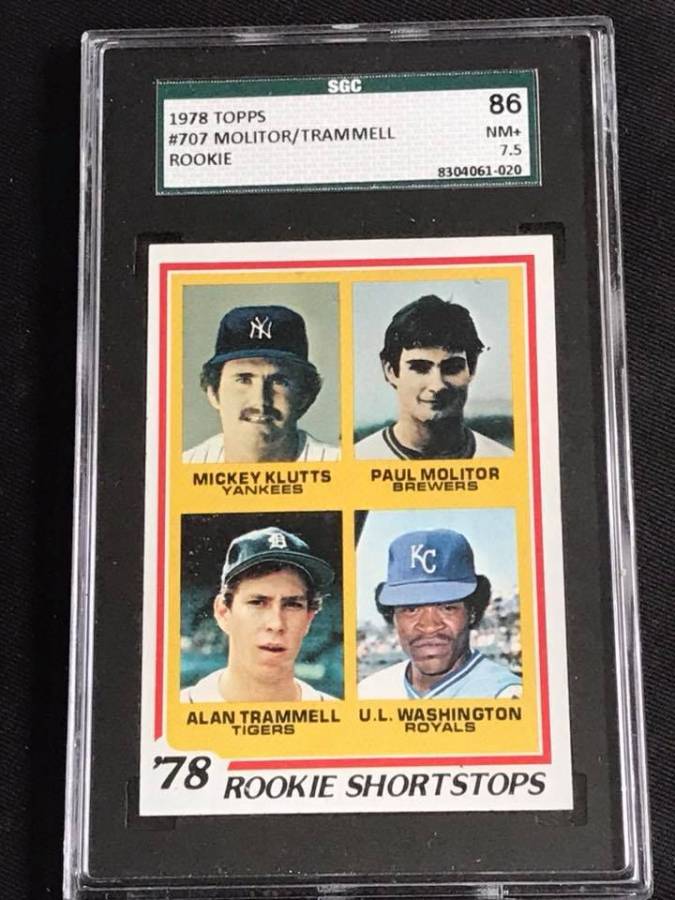 SGC
1978 TOPPS
#707 MOLITOR/TRAMMELL
ROOKIE
86
NM+
7.5
8304061-020
NY
MICKEY KLUTTS
YANKEES
PAUL MOLITOR
BREWERS
D
KC
ALAN TRAMMELL
TIGERS
U.L. WASHINGTON
ROYALS
'78 ROOKIE SHORTSTOPS